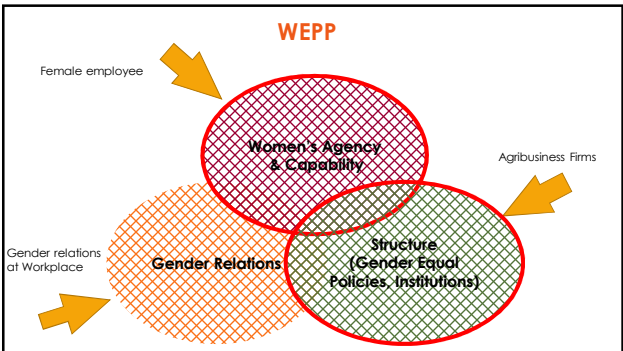 WEPP
Female employee
Women's Agency
& Capability
Agribusiness Firms
Gender relations
at Workplace
Gender Relations
Structure
(Gender Equal
Policies, Institutions)